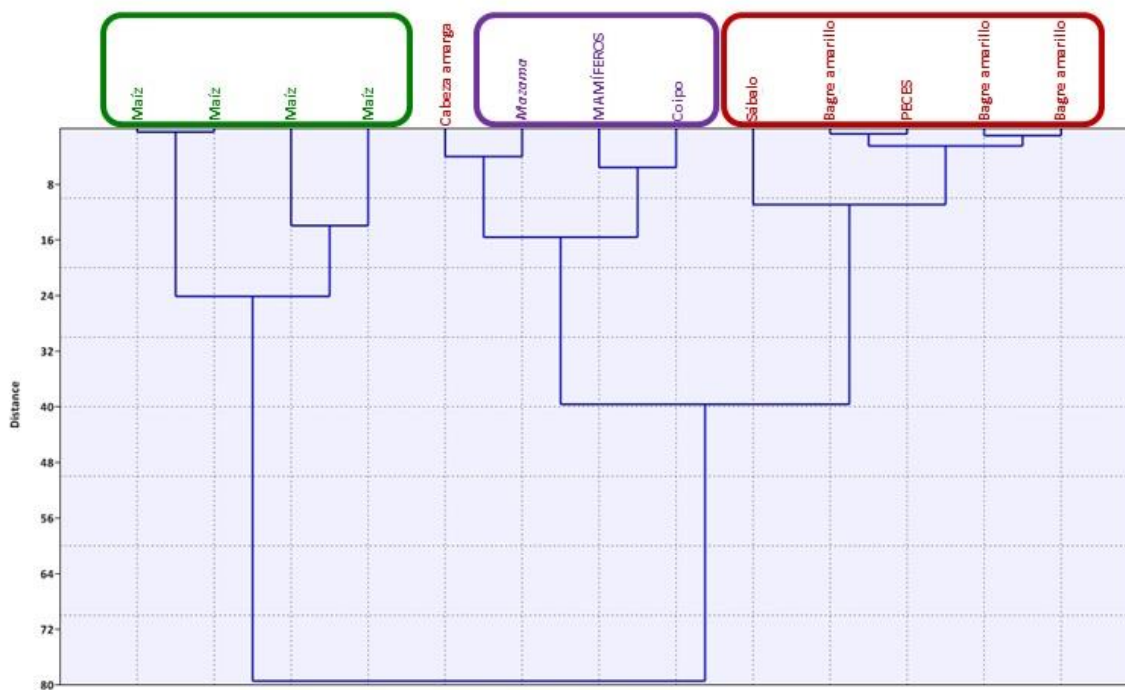 Maíz
Maíz
Maíz
Maíz
Cabeza amarga
Mazama
MAMÍFEROS
Coipo
Sábalo
Bagre amarillo
PECES
Bagre amarillo
Bagre amarillo
Distance
8
16
24
32
40
48
56
64
72
80